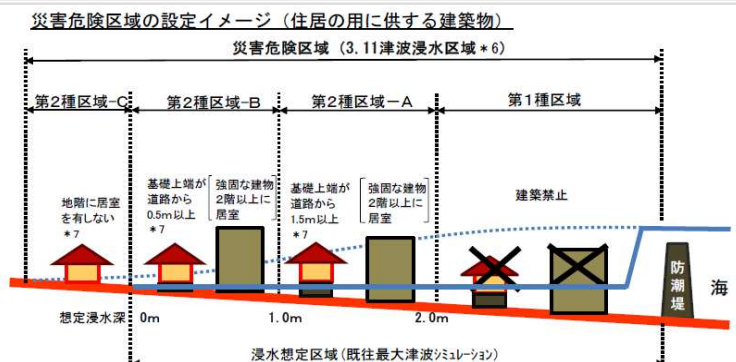 災害危険区域の設定イメージ（住居の用に供する建築物）
災害危険区域（3.11津波浸水区域＊6）
第2種区域-C
第2種区域-B
第2種区域－A
第1種区域
地階に居室
を有しない
＊7
基礎上端が
道路から
0.5m以上
＊7
強固な建物
2階以上に
居室
基礎上端が
道路から
1.5m以上
＊7
強固な建物
2階以上に
居室
建築禁止
防潮堤
海
想定浸水深
0m
1.0m
2.0m
浸水想定区域（既往最大津波ｼﾐｭﾚｰｼｮﾝ）